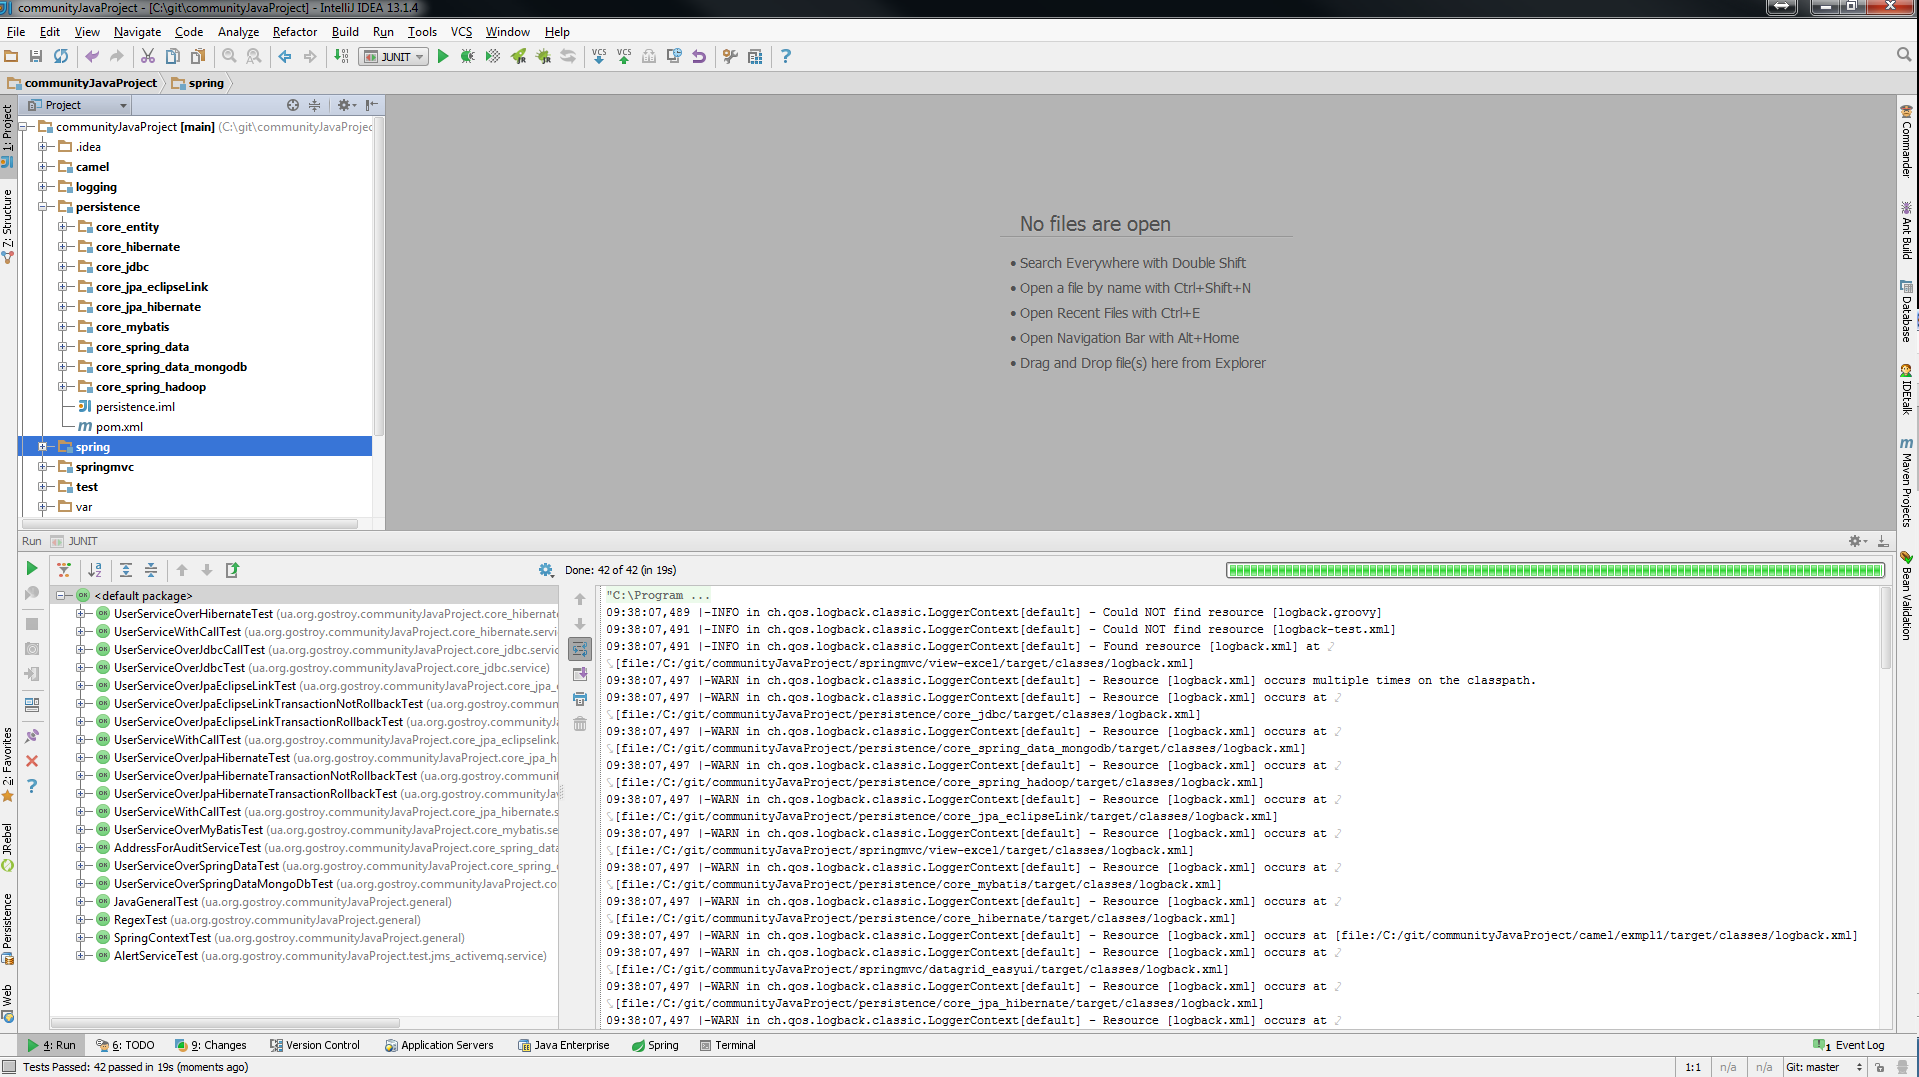 communityJavaProject - [C:\git\communityJavaProject] - IntelliJ IDEA 13.1.4
File Edit View Navigate Code Analyze Refactor Build Run Tools VCS Window Help
JUNIT
communityJavaProject spring
Project
communityJavaProject [main] (C:\git\communityJavaProjec
.idea
camel
logging
persistence
core_entity
core_hibernate
core_jdbc
core_jpa_eclipseLink
core_jpa_hibernate
core_mybatis
core_spring_data
core_spring_data_mongodb
core_spring_hadoop
persistence.iml
pom.xml
spring
springmvc
test
var
1: Project
Z: Structure
2: Favorites
JRebel
Persistence
Web
No files are open
• Search Everywhere with Double Shift
• Open a file by name with Ctrl+Shift+N
• Open Recent Files with Ctrl+E
• Open Navigation Bar with Alt+Home
• Drag and Drop file(s) here from Explorer
Commander
Ant Build
Database
IDEtalk
Maven Projects
Bean Validation
Run JUNIT
Done: 42 of 42 (in 19s)
<default package>
UserServiceOverHibernateTest (ua.org.gostroy.communityJavaProject.core_hibernate
UserServiceWithCallTest (ua.org.gostroy.communityJavaProject.core_hibernate.servi
UserServiceOverJdbcCallTest (ua.org.gostroy.communityJavaProject.core_jdbc.servic
UserServiceOverJdbcTest (ua.org.gostroy.communityJavaProject.core_jdbc.service)
UserServiceOverJpaEclipseLinkTest (ua.org.gostroy.communityJavaProject.core_jpa_
UserServiceOverJpaEclipseLinkTransactionNotRollbackTest (ua.org.gostroy.commun
UserServiceOverJpaEclipseLinkTransactionRollbackTest (ua.org.gostroy.community
UserServiceWithCallTest (ua.org.gostroy.communityJavaProject.core_jpa_eclipselink.
UserServiceOverJpaHibernateTest (ua.org.gostroy.communityJavaProject.core_jpa_h
UserServiceOverJpaHibernateTransactionNotRollbackTest (ua.org.gostroy.communit
UserServiceOverJpaHibernateTransactionRollbackTest (ua.org.gostroy.communityJav
UserServiceWithCallTest (ua.org.gostroy.communityJavaProject.core_jpa_hibernate.s
UserServiceOverMyBatisTest (ua.org.gostroy.communityJavaProject.core_mybatis.se
AddressForAuditServiceTest (ua.org.gostroy.communityJavaProject.core_spring_data
UserServiceOverSpringDataTest (ua.org.gostroy.communityJavaProject.core_spring_
UserServiceOverSpringDataMongoDbTest (ua.org.gostroy.communityJavaProject.co
JavaGeneralTest (ua.org.gostroy.communityJavaProject.general)
RegexTest (ua.org.gostroy.communityJavaProject.general)
SpringContextTest (ua.org.gostroy.communityJavaProject.general)
AlertServiceTest (ua.org.gostroy.communityJavaProject.test.jms_activemq.service)
"C:\Program ...
09:38:07,489 |-INFO in ch.qos.logback.classic.LoggerContext[default] - Could NOT find resource [logback.groovy]
09:38:07,491 |-INFO in ch.qos.logback.classic.LoggerContext[default] - Could NOT find resource [logback-test.xml]
09:38:07,491 |-INFO in ch.qos.logback.classic.LoggerContext[default] - Found resource [logback.xml] at
[file:/C:/git/communityJavaProject/springmvc/view-excel/target/classes/logback.xml]
09:38:07,497 |-WARN in ch.qos.logback.classic.LoggerContext[default] - Resource [logback.xml] occurs multiple times on the classpath.
09:38:07,497 |-WARN in ch.qos.logback.classic.LoggerContext[default] - Resource [logback.xml] occurs at
[file:/C:/git/communityJavaProject/persistence/core_jdbc/target/classes/logback.xml]
09:38:07,497 |-WARN in ch.qos.logback.classic.LoggerContext[default] - Resource [logback.xml] occurs at
[file:/C:/git/communityJavaProject/persistence/core_spring_data_mongodb/target/classes/logback.xml]
09:38:07,497 |-WARN in ch.qos.logback.classic.LoggerContext[default] - Resource [logback.xml] occurs at
[file:/C:/git/communityJavaProject/persistence/core_spring_hadoop/target/classes/logback.xml]
09:38:07,497 |-WARN in ch.qos.logback.classic.LoggerContext[default] - Resource [logback.xml] occurs at
[file:/C:/git/communityJavaProject/persistence/core_jpa_eclipseLink/target/classes/logback.xml]
09:38:07,497 |-WARN in ch.qos.logback.classic.LoggerContext[default] - Resource [logback.xml] occurs at
[file:/C:/git/communityJavaProject/springmvc/view-excel/target/classes/logback.xml]
09:38:07,497 |-WARN in ch.qos.logback.classic.LoggerContext[default] - Resource [logback.xml] occurs at
[file:/C:/git/communityJavaProject/persistence/core_mybatis/target/classes/logback.xml]
09:38:07,497 |-WARN in ch.qos.logback.classic.LoggerContext[default] - Resource [logback.xml] occurs at
[file:/C:/git/communityJavaProject/persistence/core_hibernate/target/classes/logback.xml]
09:38:07,497 |-WARN in ch.qos.logback.classic.LoggerContext[default] - Resource [logback.xml] occurs at [file:/C:/git/communityJavaProject/camel/exmpl1/target/classes/logback.xml]
09:38:07,497 |-WARN in ch.qos.logback.classic.LoggerContext[default] - Resource [logback.xml] occurs at
[file:/C:/git/communityJavaProject/springmvc/datagrid_easyui/target/classes/logback.xml]
09:38:07,497 |-WARN in ch.qos.logback.classic.LoggerContext[default] - Resource [logback.xml] occurs at
[file:/C:/git/communityJavaProject/persistence/core_jpa_hibernate/target/classes/logback.xml]
09:38:07,497 |-WARN in ch.qos.logback.classic.LoggerContext[default] - Resource [logback.xml] occurs at
4: Run 6: TODO 9: Changes Version Control Application Servers Java Enterprise Spring Terminal 1 Event Log
Tests Passed: 42 passed in 19s (moments ago) 1:1 n/a n/a Git: master